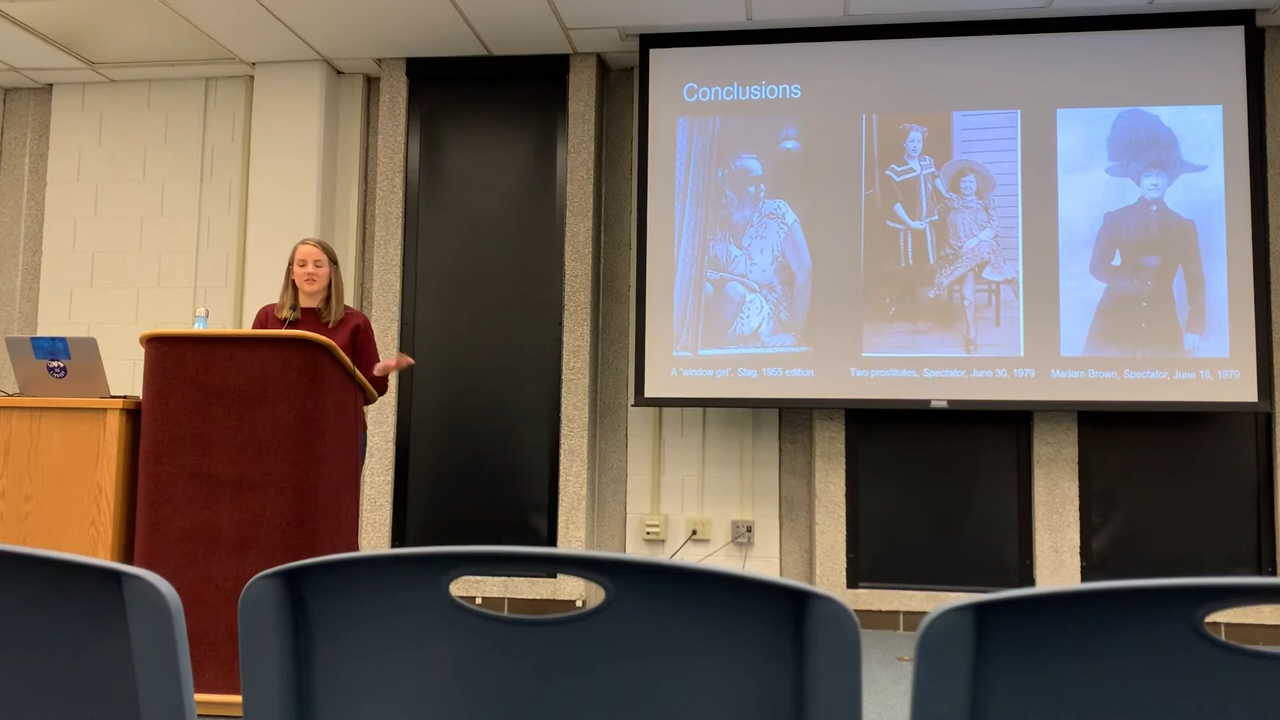 Conclusions
A "window girl", Stag, 1955 edition
Two prostitutes, Spectator, June 30, 1979
Madam Brown, Spectator, June 16, 1979